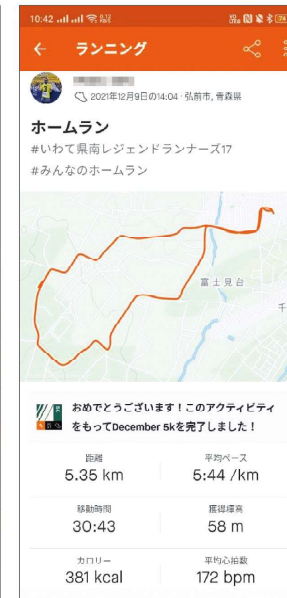 10:42
ランニング
2021年12月9日の14:04 · 弘前市, 青森県
ホームラン
#いわて県南レジェンドランナーズ17
#みんなのホームラン
富士見台
千
おめでとうございます！このアクティビティ
をもってDecember 5kを完了しました！
距離 平均ペース
5.35 km 5:44 /km
移動時間 獲得標高
30:43 58 m
カロリー 平均心拍数
381 kcal 172 bpm